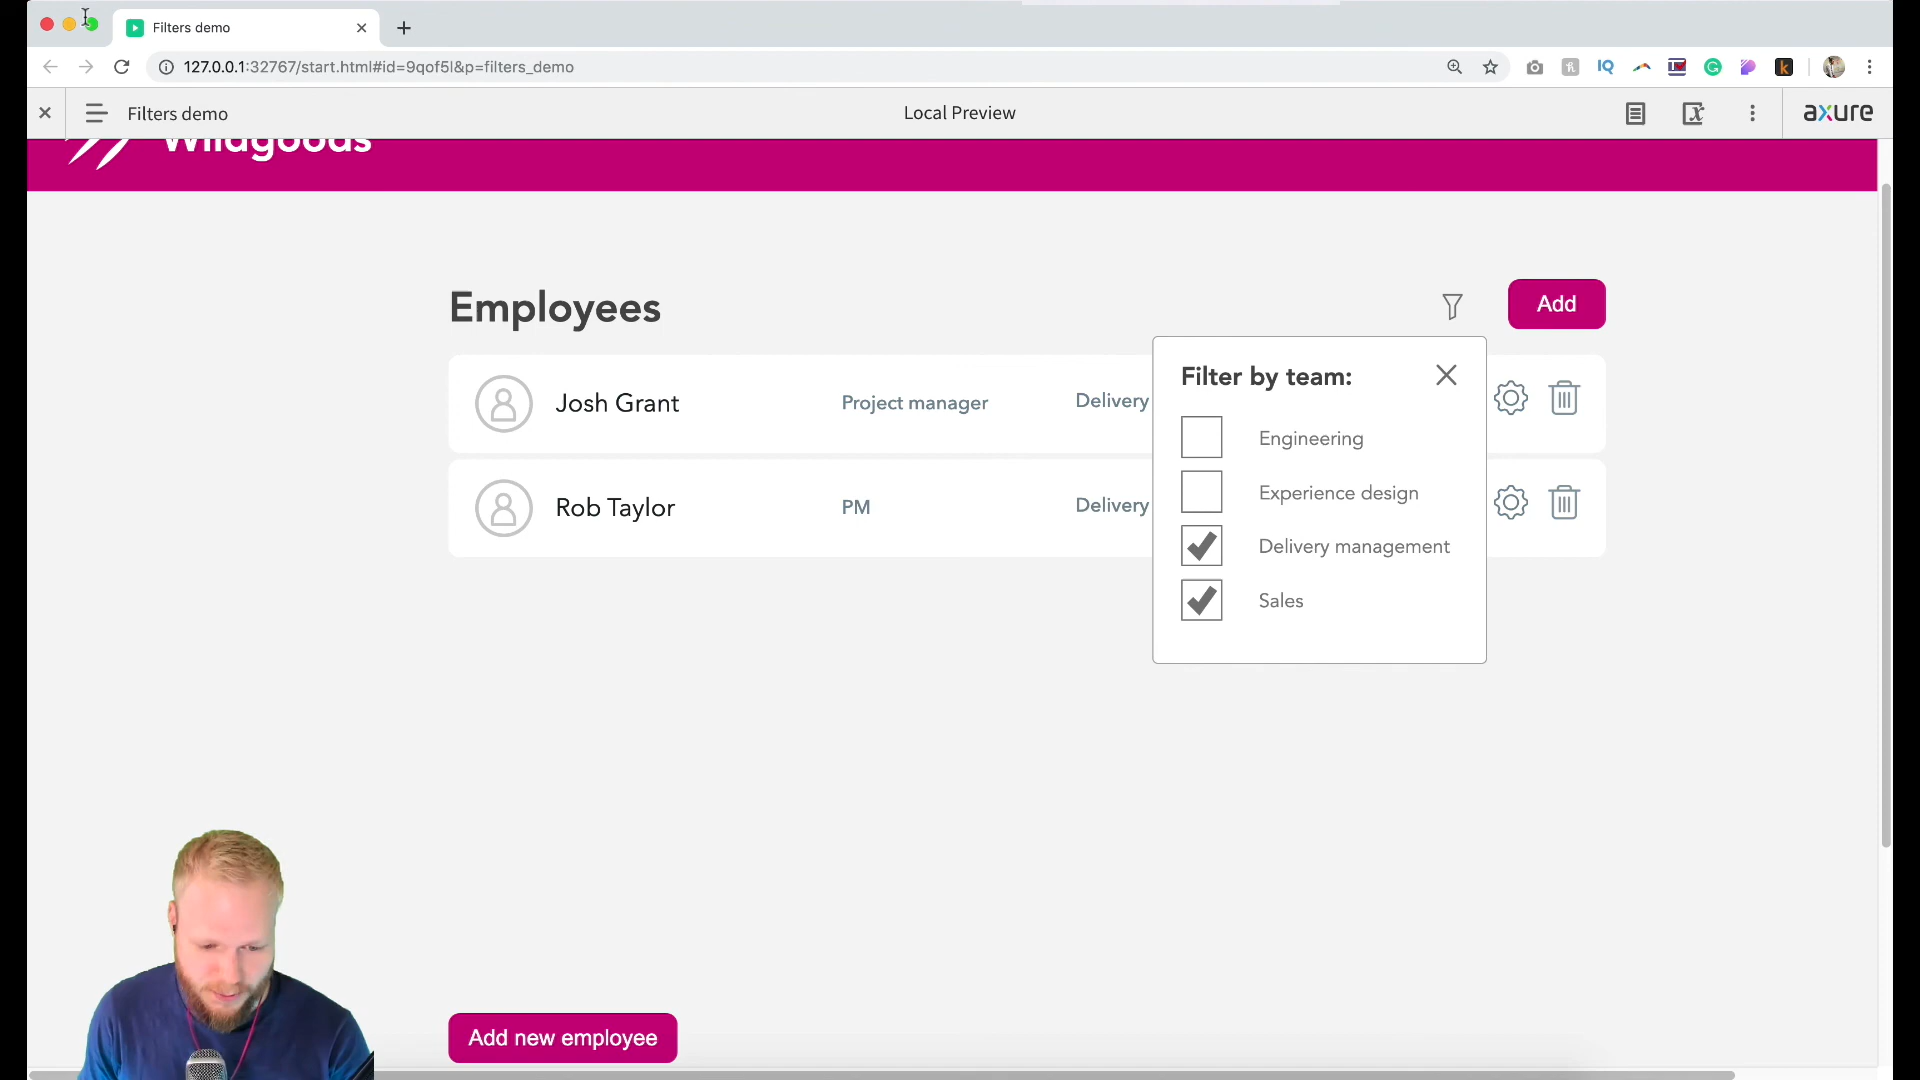 Filters demo
127.0.0.1:32767/start.html#id=9qof5l&p=filters_demo
Filters demo
Local Preview
axure
Wildgoods
Employees
Add
Filter by team:
Josh Grant
Project manager
Delivery
Engineering
Experience design
Rob Taylor
PM
Delivery
Delivery management
Sales
Add new employee